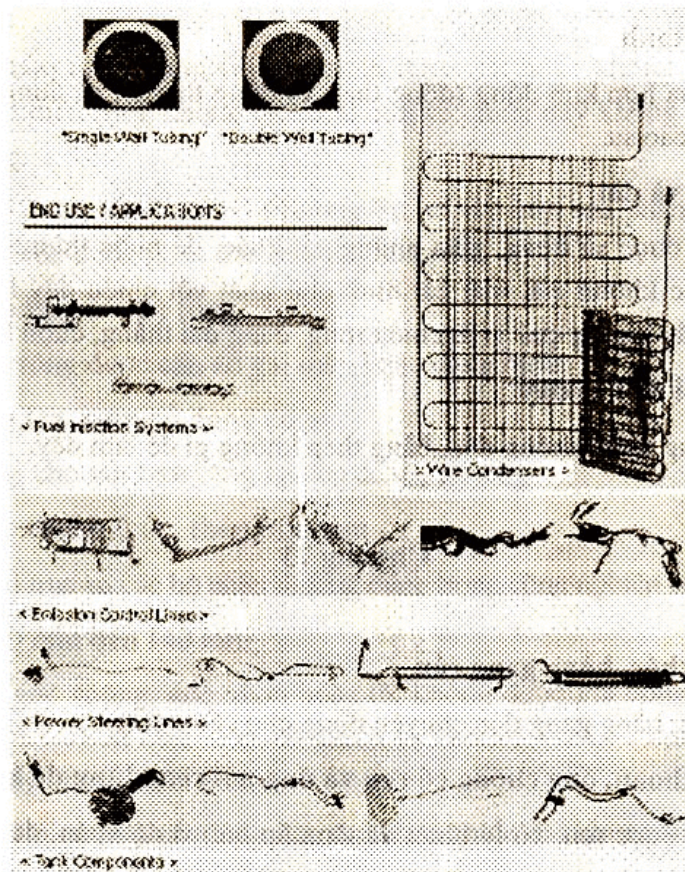 "Single Wall Tubing" "Double Wall Tubing"
END USE / APPLICATIONS
< Fuel Injection Systems >
< Wire Condensers >
< Emission Control Lines >
< Power Steering Lines >
< Tank Components >